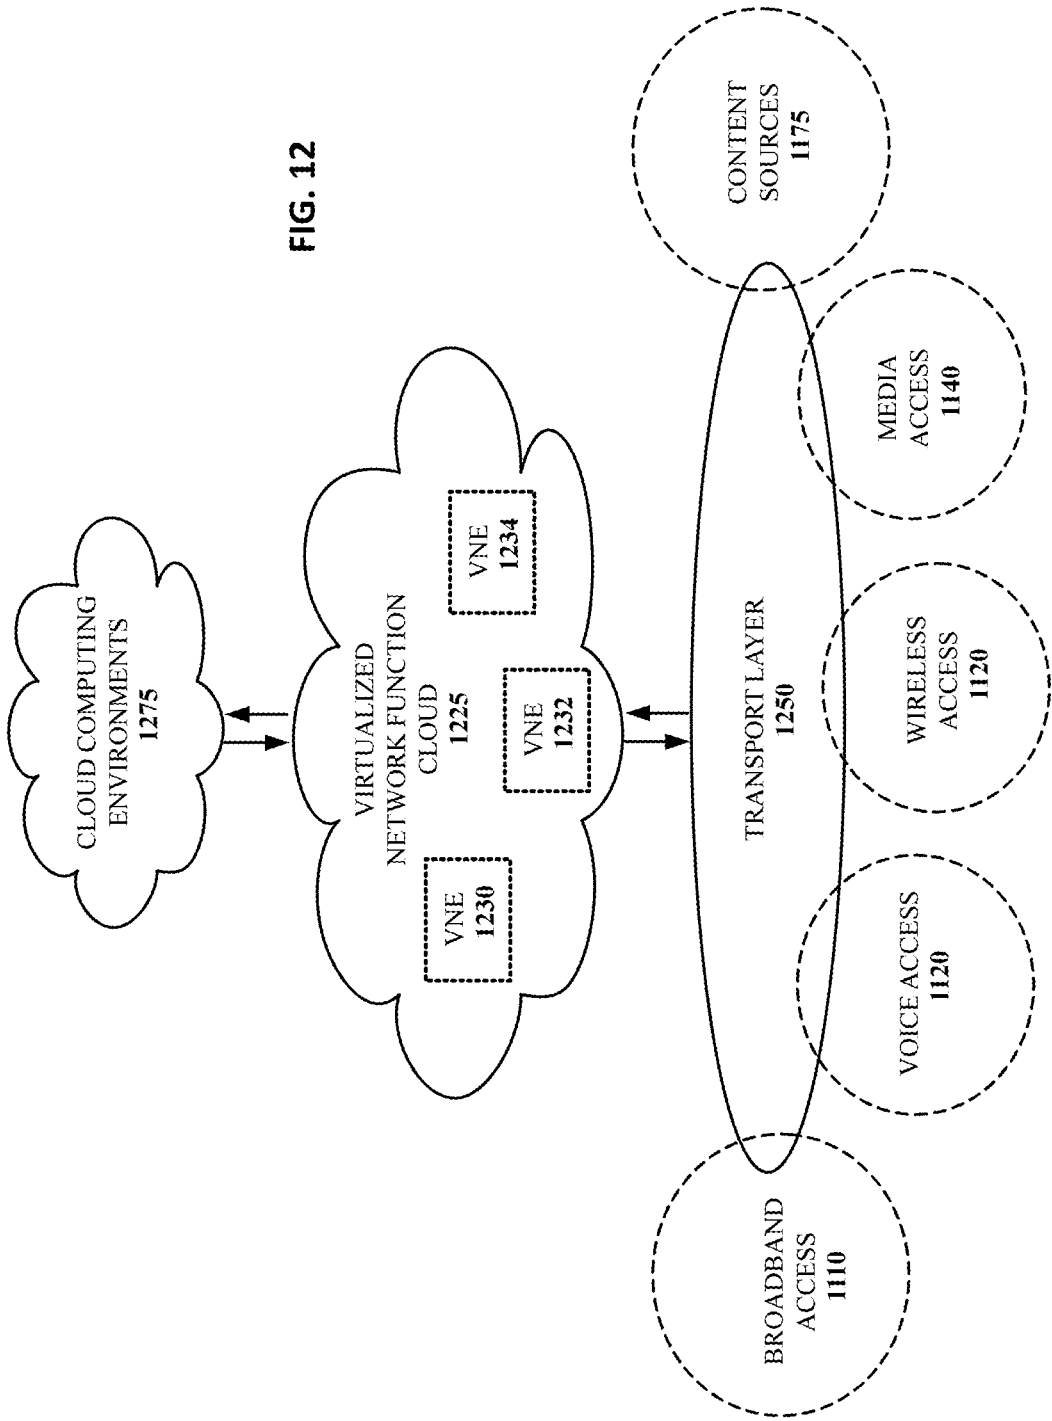 FIG. 12
CLOUD COMPUTING
ENVIRONMENTS
1275
VIRTUALIZED
NETWORK FUNCTION
CLOUD
1225
VNE
1230
VNE
1232
VNE
1234
TRANSPORT LAYER
1250
BROADBAND
ACCESS
1110
VOICE ACCESS
1120
WIRELESS
ACCESS
1120
MEDIA
ACCESS
1140
CONTENT
SOURCES
1175